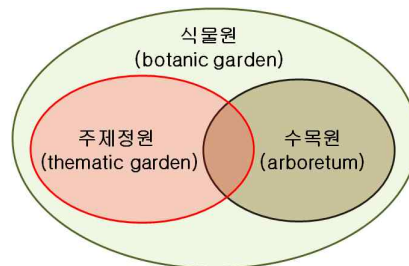 식물원
(botanic garden)
주제정원
(thematic garden)
수목원
(arboretum)